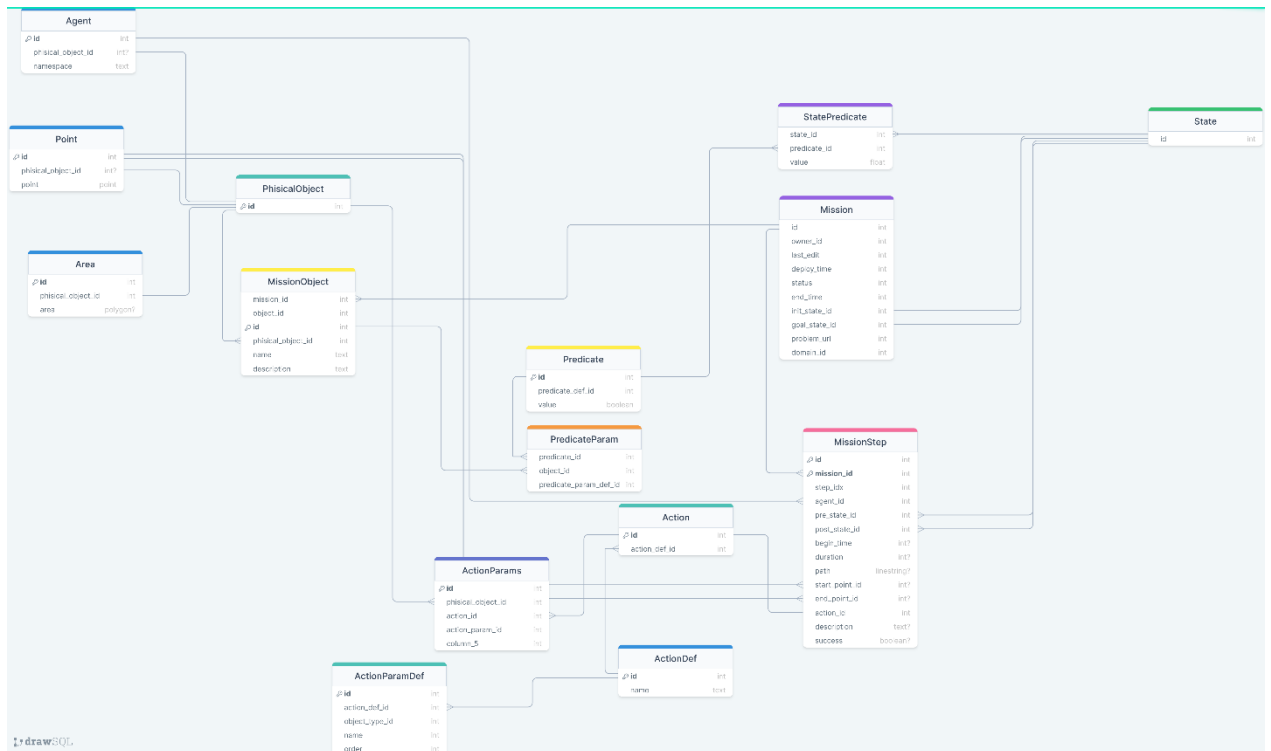 Agent
id int
phisical_object_id int?
namespace text
Point
id int
phisical_object_id int?
point point
Area
id int
phisical_object_id int
area polygon?
PhisicalObject
id int
MissionObject
mission_id int
object_id int
id int
phisical_object_id int
name text
description text
StatePredicate
state_id int
predicate_id int
value float
State
id int
Mission
id int
owner_id int
last_edit int
deploy_time int
status int
end_time int
init_state_id int
goal_state_id int
problem_url int
domain_id int
Predicate
id int
predicate_def_id int
value boolean
PredicateParam
predicate_id int
object_id int
predicate_param_def_id int
MissionStep
id int
mission_id int
step_idx int
agent_id int
pre_state_id int
post_state_id int
begin_time int?
duration int?
path linestring?
start_point_id int?
end_point_id int?
action_id int
description text?
success boolean?
Action
id int
action_def_id int
ActionParams
id int
phisical_object_id int
action_id int
action_param_id int
column_5 int
ActionDef
id int
name text
ActionParamDef
id int
action_def_id int
object_type_id int
name int
order int
drawSQL